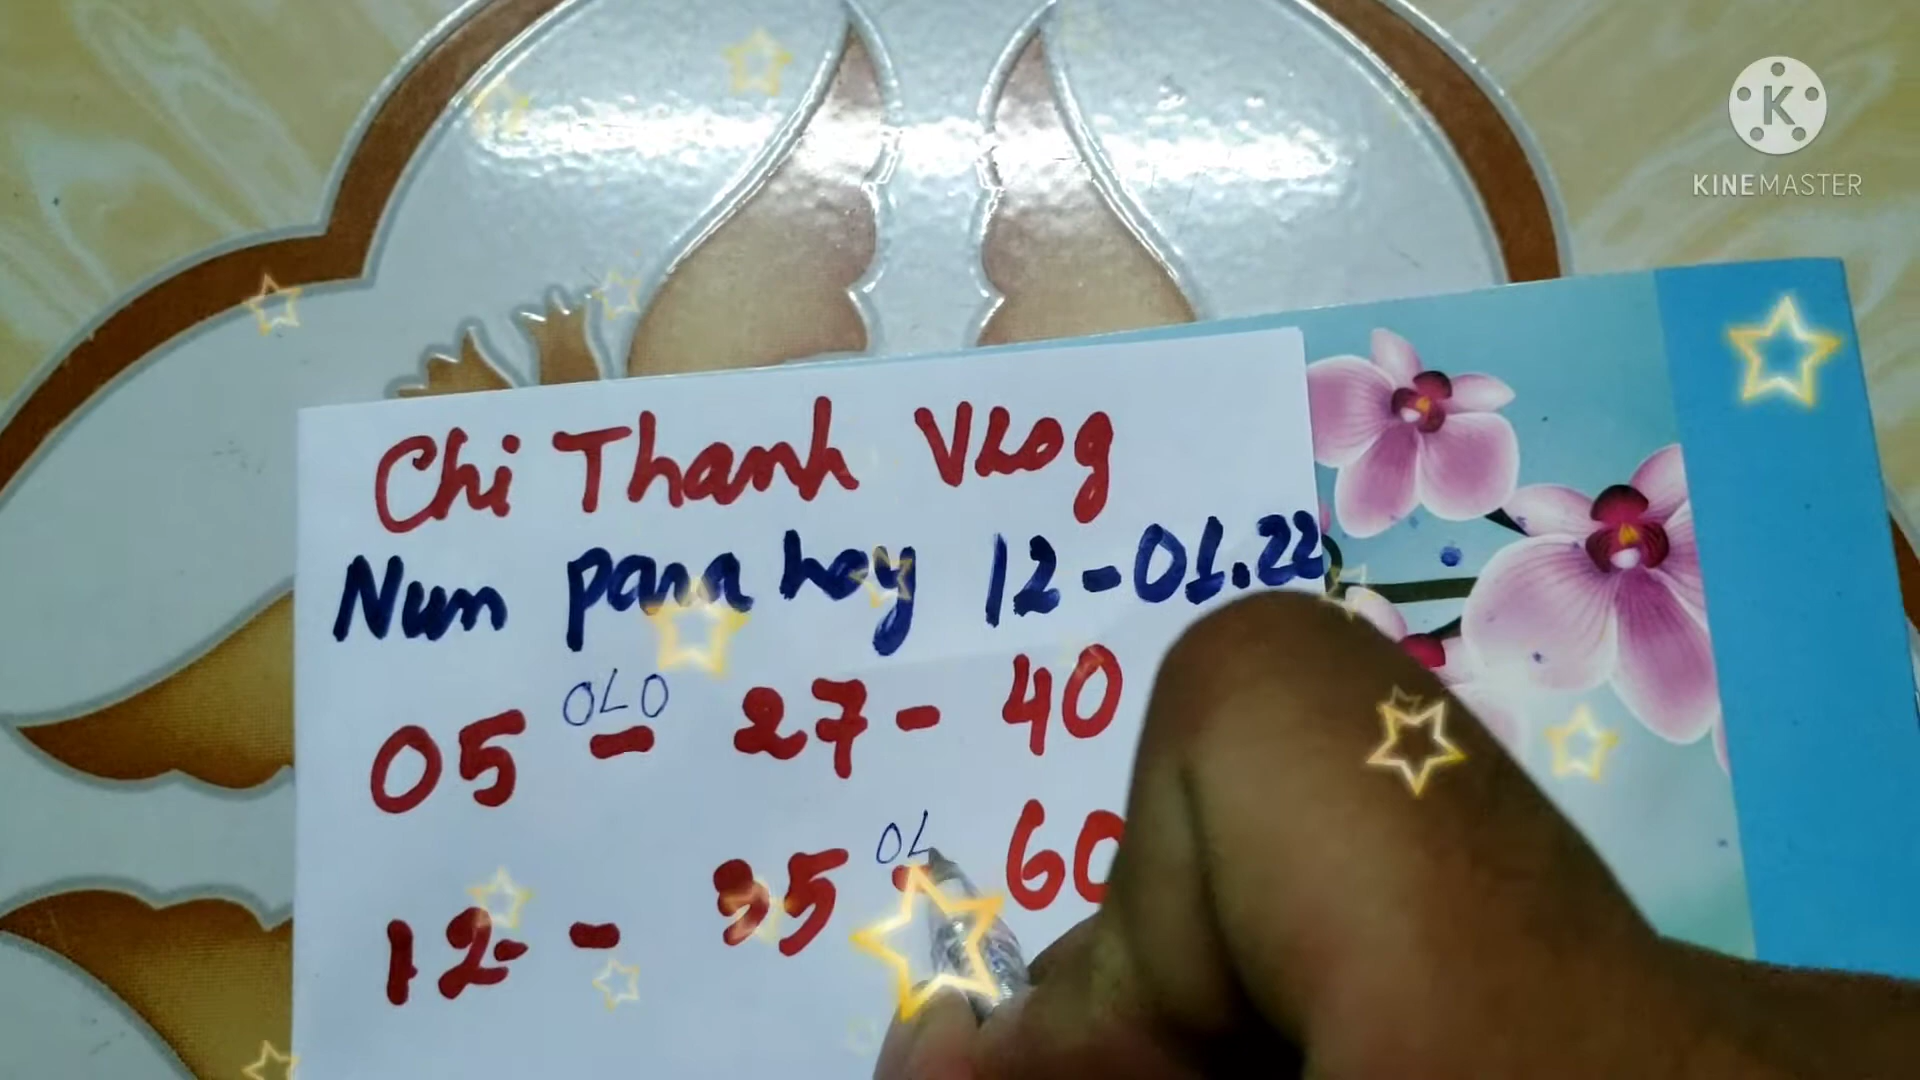 KINEMASTER
Chi Thanh Vlog
Num para hoy 12-01.22
OLO
05 - 27 - 40
OL
12 - 35 - 60